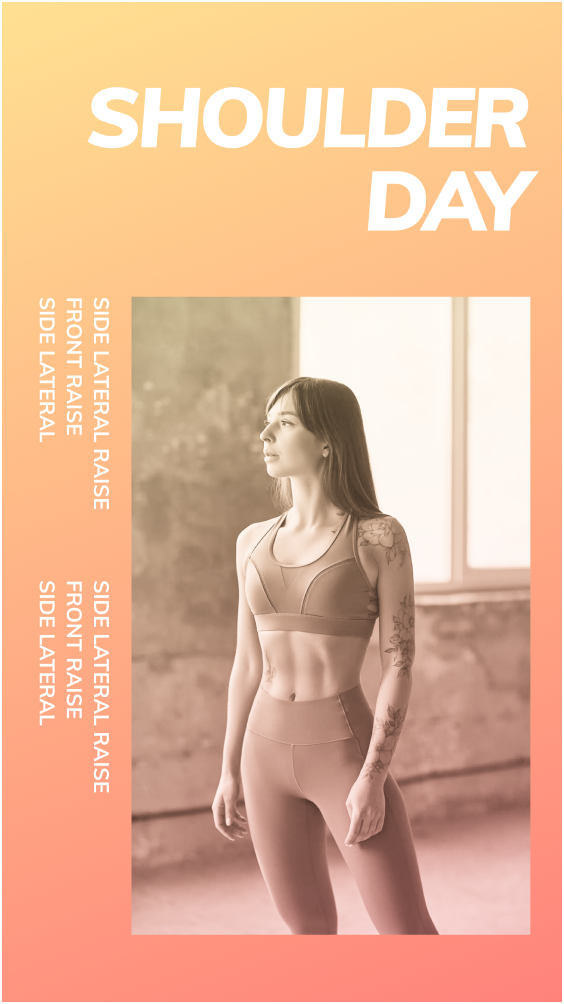 SHOULDER
DAY
SIDE LATERAL RAISE
FRONT RAISE
SIDE LATERAL
SIDE LATERAL RAISE
FRONT RAISE
SIDE LATERAL